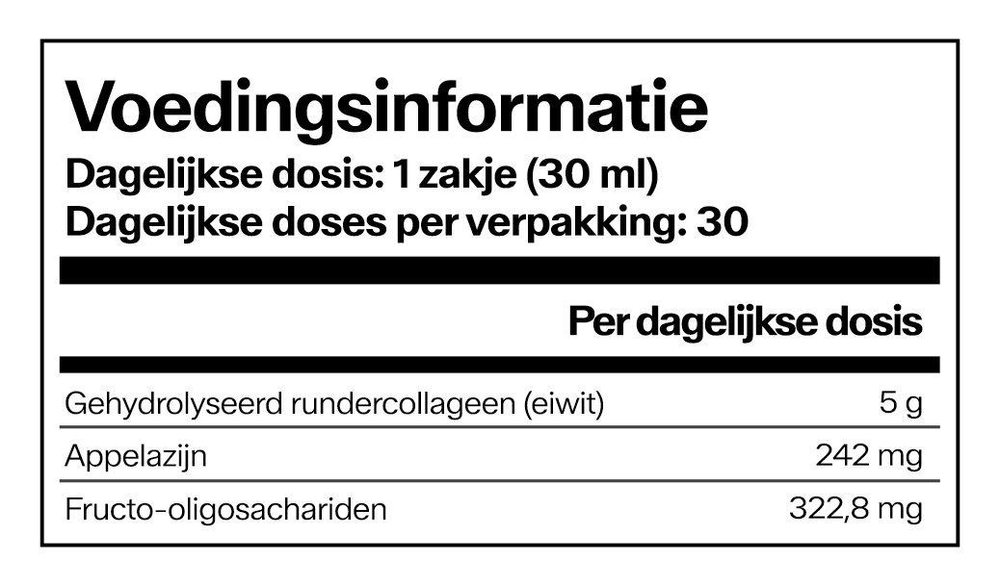 Voedingsinformatie
Dagelijkse dosis: 1 zakje (30 ml)
Dagelijkse doses per verpakking: 30
Per dagelijkse dosis
Gehydrolyseerd rundercollageen (eiwit) 5 g
Appelazijn 242 mg
Fructo-oligosachariden 322,8 mg